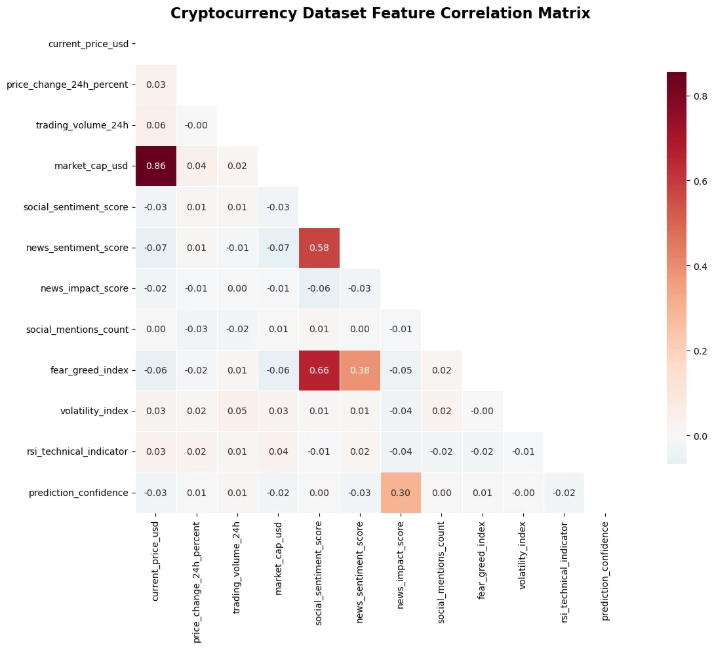 Cryptocurrency Dataset Feature Correlation Matrix
current_price_usd
price_change_24h_percent 0.03
trading_volume_24h 0.06 -0.00
market_cap_usd 0.86 0.04 0.02
social_sentiment_score -0.03 0.01 0.01 -0.03
news_sentiment_score -0.07 0.01 -0.01 -0.07 0.58
news_impact_score -0.02 -0.01 0.00 -0.01 -0.06 -0.03
social_mentions_count 0.00 -0.03 -0.02 0.01 0.01 0.00 -0.01
fear_greed_index -0.06 -0.02 0.01 -0.06 0.66 0.38 -0.05 0.02
volatility_index 0.03 0.02 0.05 0.03 0.01 0.01 -0.04 0.02 -0.00
rsi_technical_indicator 0.03 0.02 0.01 0.04 -0.01 0.02 -0.04 -0.02 -0.02 -0.01
prediction_confidence -0.03 0.01 0.01 -0.02 0.00 -0.03 0.30 0.00 0.01 -0.00 -0.02
current_price_usd
price_change_24h_percent
trading_volume_24h
market_cap_usd
social_sentiment_score
news_sentiment_score
news_impact_score
social_mentions_count
fear_greed_index
volatility_index
rsi_technical_indicator
prediction_confidence
0.8
0.6
0.4
0.2
0.0